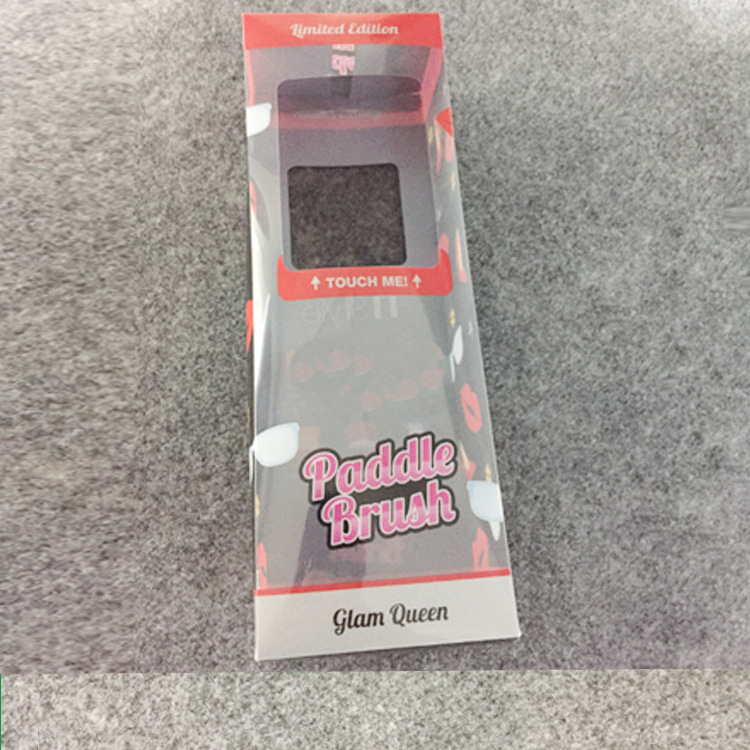 Limited Edition
↑ TOUCH ME! ↑
Paddle
Brush
Glam Queen